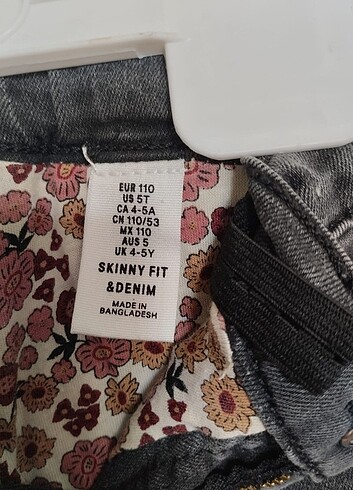 EUR 110
US 5T
CA 4-5A
CN 110/53
MX 110
AUS 5
UK 4-5Y
SKINNY FIT
&DENIM
MADE IN
BANGLADESH